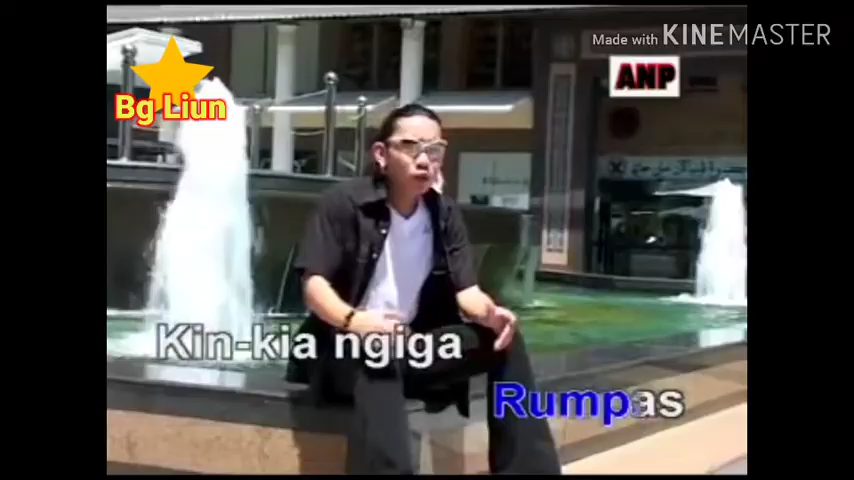 Made with KINEMASTER
ANP
Bg Liun
Kin-kia ngiga
Rumpas